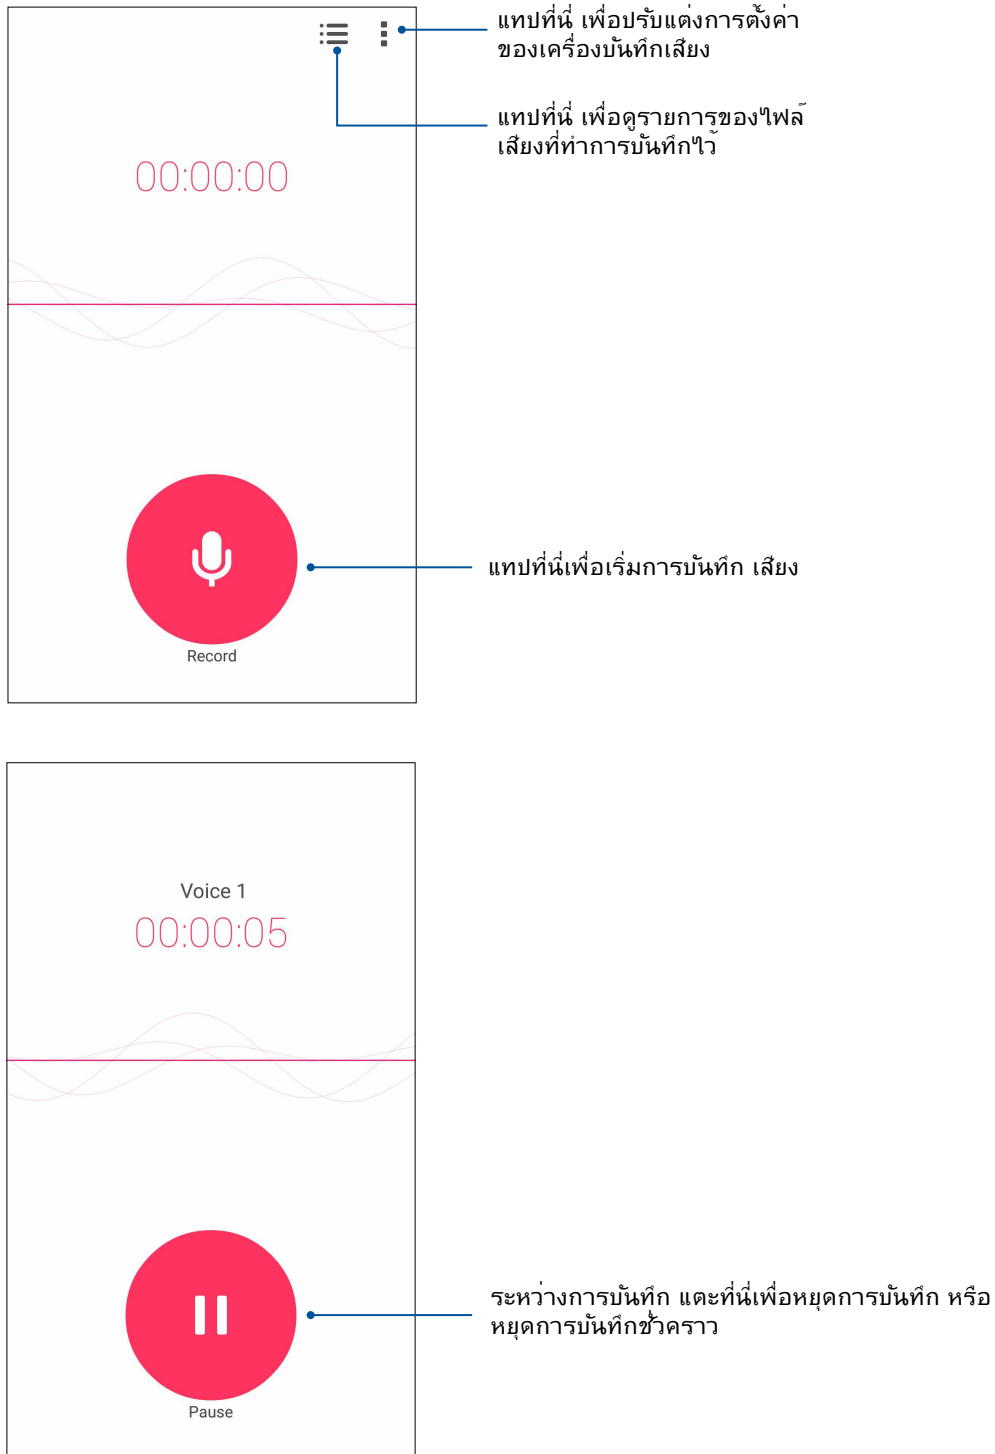 แทปที่นี่ เพื่อปรับแต่งการตั้งค่า
ของเครื่องบันทึกเสียง
แทปที่นี่ เพื่อดูรายการของไฟล์
เสียงที่ทำการบันทึกไว้
00:00:00
แทปที่นี่เพื่อเริ่มการบันทึก เสียง
Record
Voice 1
00:00:05
ระหว่างการบันทึก แตะที่นี่เพื่อหยุดการบันทึก หรือ
หยุดการบันทึกชั่วคราว
Pause